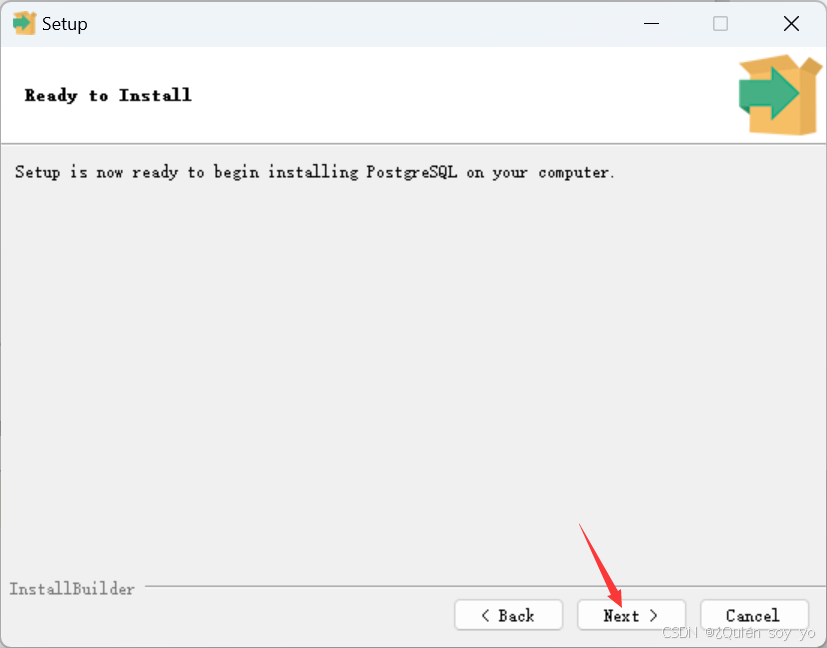 Setup
Ready to Install
Setup is now ready to begin installing PostgreSQL on your computer.
InstallBuilder
< Back
Next >
Cancel
CSDN @¿Quién soy yo